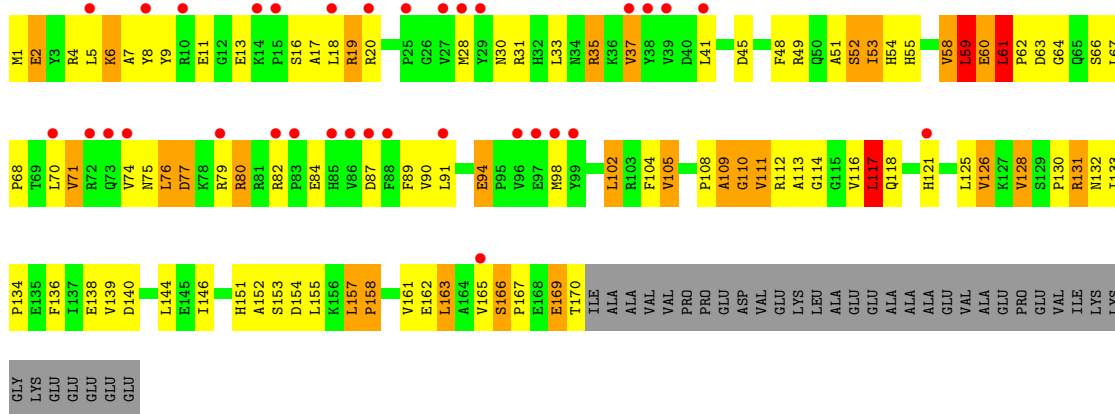 M1 E2 Y3 R4 L5 K6 A7 Y8 Y9 R10 E11 G12 E13 K14 P15 S16 A17 L18 R19 R20 P25 G26 V27 M28 Y29 N30 R31 H32 L33 N34 R35 K36 V37 Y38 V39 D40 L41 D45 F48 R49 Q50 A51 S52 I53 H54 H55 V58 L59 E60 L61 P62 D63 G64 Q65 S66 L67
P68 T69 L70 V71 R72 Q73 V74 N75 L76 D77 K78 R79 R80 R81 R82 P83 E84 H85 V86 D87 F88 F89 V90 L91 E94 P95 V96 E97 M98 Y99 L102 R103 F104 V105 P108 A109 G110 V111 R112 A113 G114 G115 V116 L117 Q118 H121 L125 V126 K127 V128 S129 P130 R131 N132 I133
P134 E135 F136 I137 E138 V139 D140 L144 E145 I146 H151 A152 S153 D154 L155 K156 L157 P158 V161 E162 L163 A164 V165 S166 P167 E168 E169 T170 ILE ALA ALA VAL VAL PRO PRO GLU ASP VAL GLU LYS LEU ALA GLU GLU ALA ALA ALA ALA GLU VAL ALA GLU PRO GLU VAL ILE LYS LYS
GLY LYS GLU GLU GLU GLU GLU